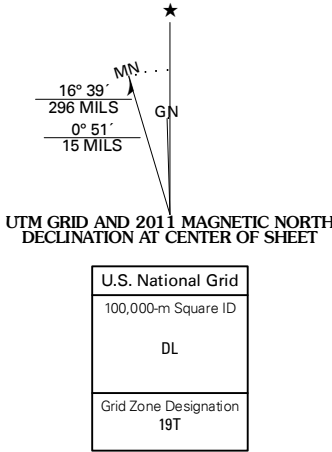 ★
MN
16° 39´
296 MILS
GN
0° 51´
15 MILS
UTM GRID AND 2011 MAGNETIC NORTH
DECLINATION AT CENTER OF SHEET
U.S. National Grid
100,000-m Square ID
DL
Grid Zone Designation
19T